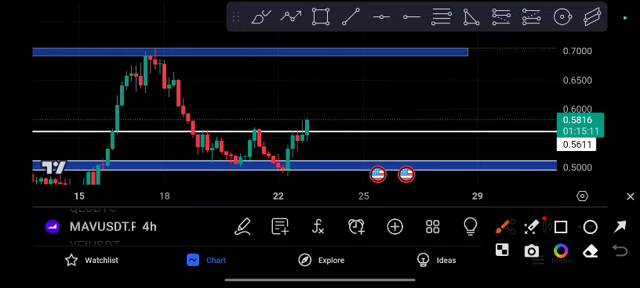 0.7000
0.6500
0.6000
0.5816
01:15:11
0.5611
0.5000
15 18 22 25 29
MAVUSDT.P 4h
Watchlist Chart Explore Ideas